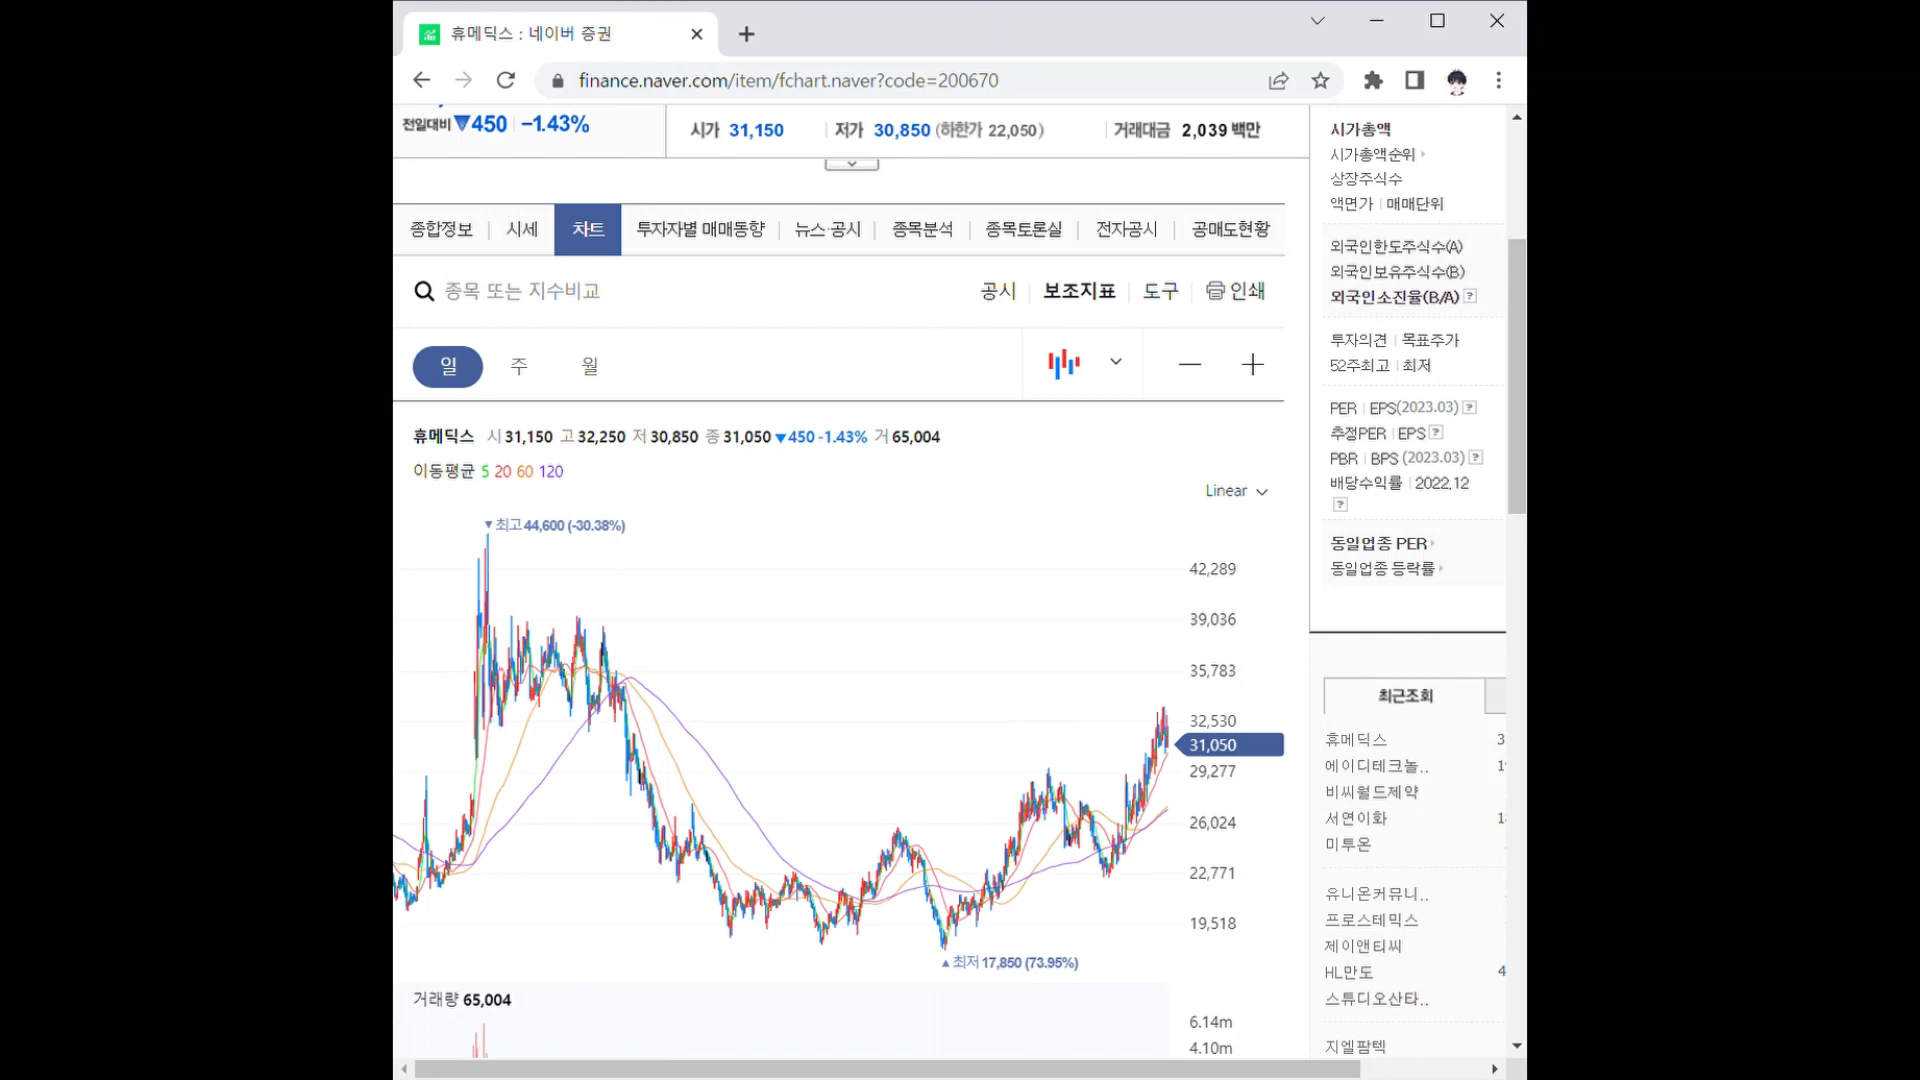 휴메딕스 : 네이버 증권
finance.naver.com/item/fchart.naver?code=200670
전일대비 ▼450 -1.43%
시가 31,150 저가 30,850 (하한가 22,050) 거래대금 2,039 백만
종합정보 시세 차트 투자자별 매매동향 뉴스·공시 종목분석 종목토론실 전자공시 공매도현황
종목 또는 지수비교 공시 보조지표 도구 인쇄
일 주 월
휴메딕스 시 31,150 고 32,250 저 30,850 종 31,050 ▼450 -1.43% 거 65,004
이동평균 5 20 60 120
Linear
▼최고 44,600 (-30.38%)
42,289
39,036
35,783
32,530
31,050
29,277
26,024
22,771
19,518
▲최저 17,850 (73.95%)
거래량 65,004
6.14m
4.10m
시가총액
시가총액순위
상장주식수
액면가 매매단위
외국인한도주식수(A)
외국인보유주식수(B)
외국인소진율(B/A) ?
투자의견 목표주가
52주최고 최저
PER EPS(2023.03) ?
추정PER EPS ?
PBR BPS (2023.03) ?
배당수익률 2022.12
?
동일업종 PER
동일업종 등락률
최근조회
휴메딕스 3
에이디테크놀.. 1
비씨월드제약
서연이화 1
미투온
유니온커뮤니..
프로스테믹스
제이앤티씨
HL만도 4
스튜디오산타..
지엘팜텍